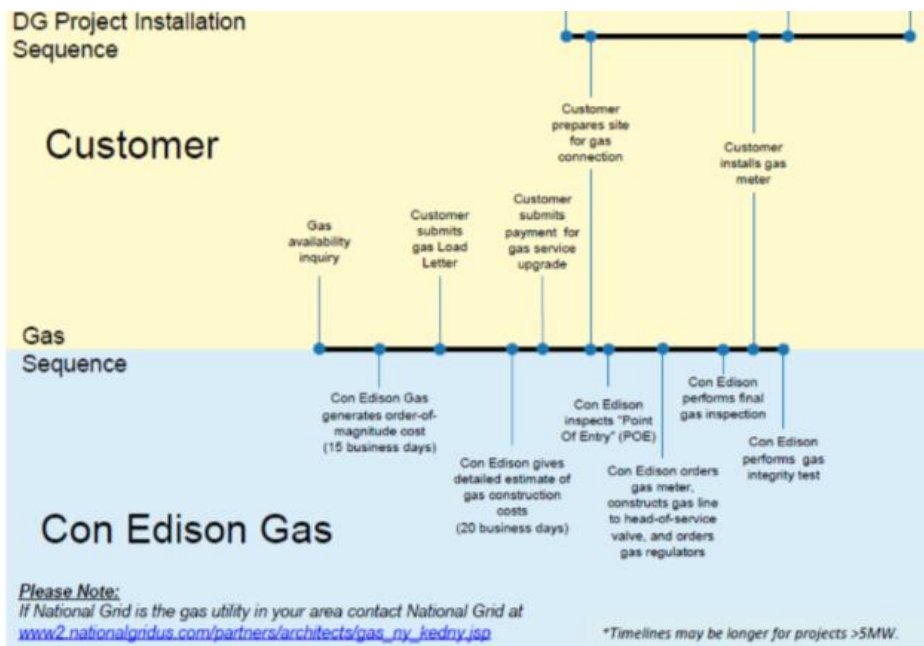 DG Project Installation
Sequence
Customer
Customer
prepares site
for gas
connection
Customer
installs gas
meter
Gas
availability
inquiry
Customer
submits
gas Load
Letter
Customer
submits
payment for
gas service
upgrade
Gas
Sequence
Con Edison Gas
generates order-of-
magnitude cost
(15 business days)
Con Edison gives
detailed estimate of
gas construction
costs
(20 business days)
Con Edison
inspects "Point
Of Entry" (POE)
Con Edison orders
gas meter,
constructs gas line
to head-of-service
valve, and orders
gas regulators
Con Edison
performs final
gas inspection
Con Edison
performs gas
integrity test
Con Edison Gas
Please Note:
If National Grid is the gas utility in your area contact National Grid at
www2.nationalgridus.com/partners/architects/gas_ny_kedny.jsp
*Timelines may be longer for projects >5MW.